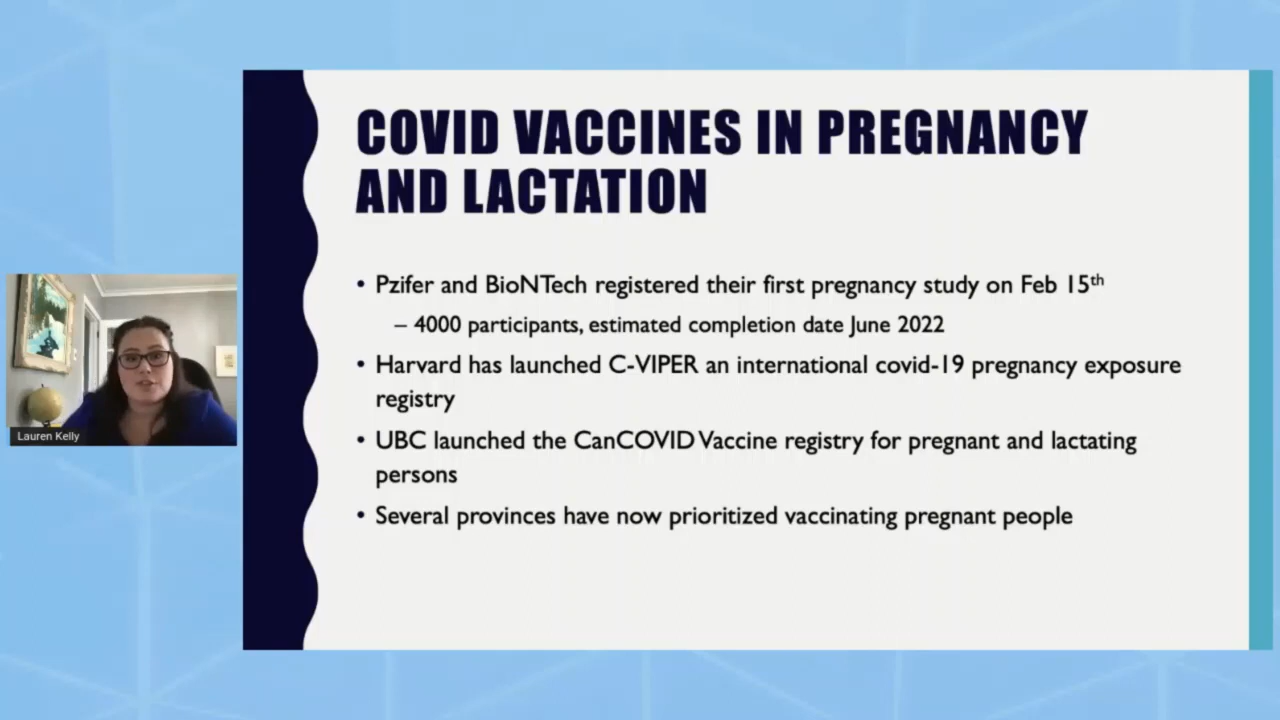 COVID VACCINES IN PREGNANCY
AND LACTATION
• Pzifer and BioNTech registered their first pregnancy study on Feb 15th
– 4000 participants, estimated completion date June 2022
• Harvard has launched C-VIPER an international covid-19 pregnancy exposure
registry
• UBC launched the CanCOVID Vaccine registry for pregnant and lactating
persons
• Several provinces have now prioritized vaccinating pregnant people
Lauren Kelly